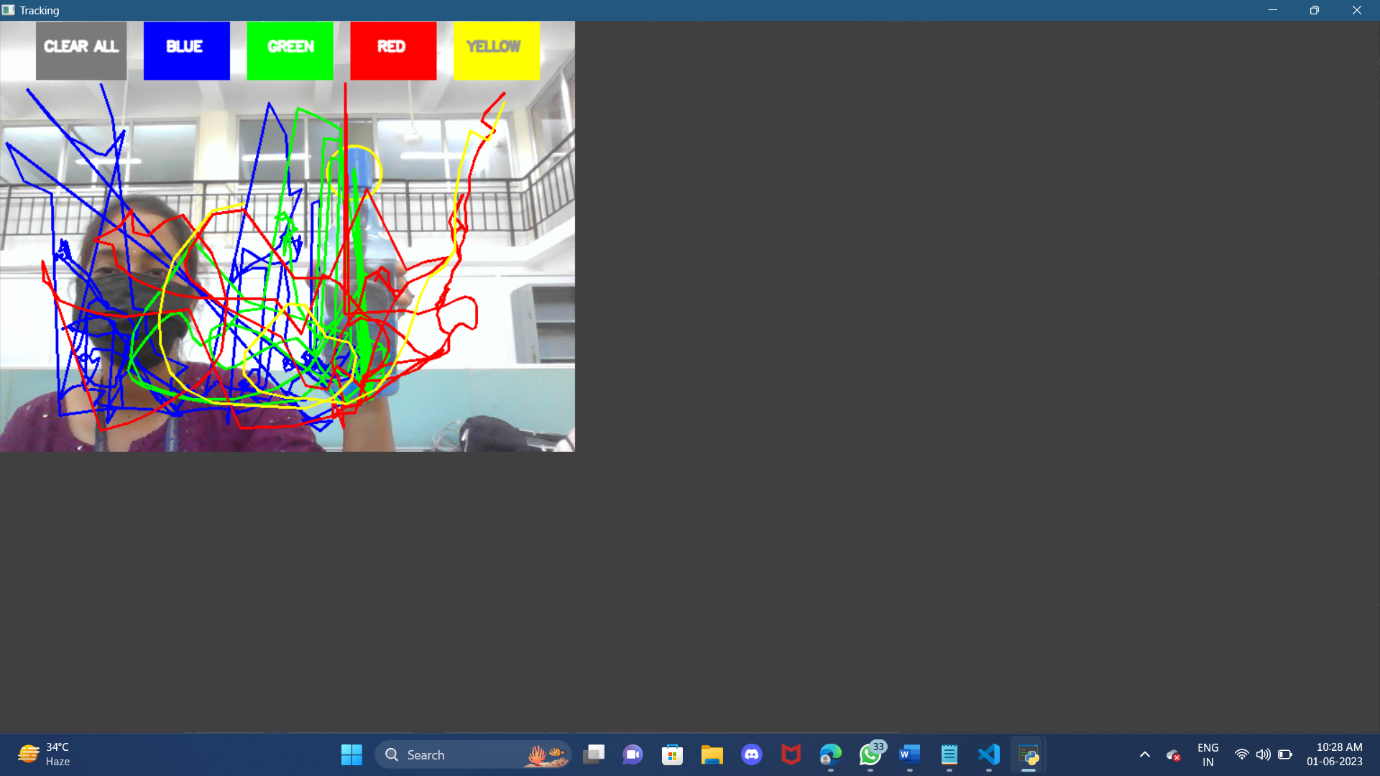 Tracking
CLEAR ALL
BLUE
GREEN
RED
YELLOW
34°C
Haze
Search
33
ENG
IN
10:28 AM
01-06-2023